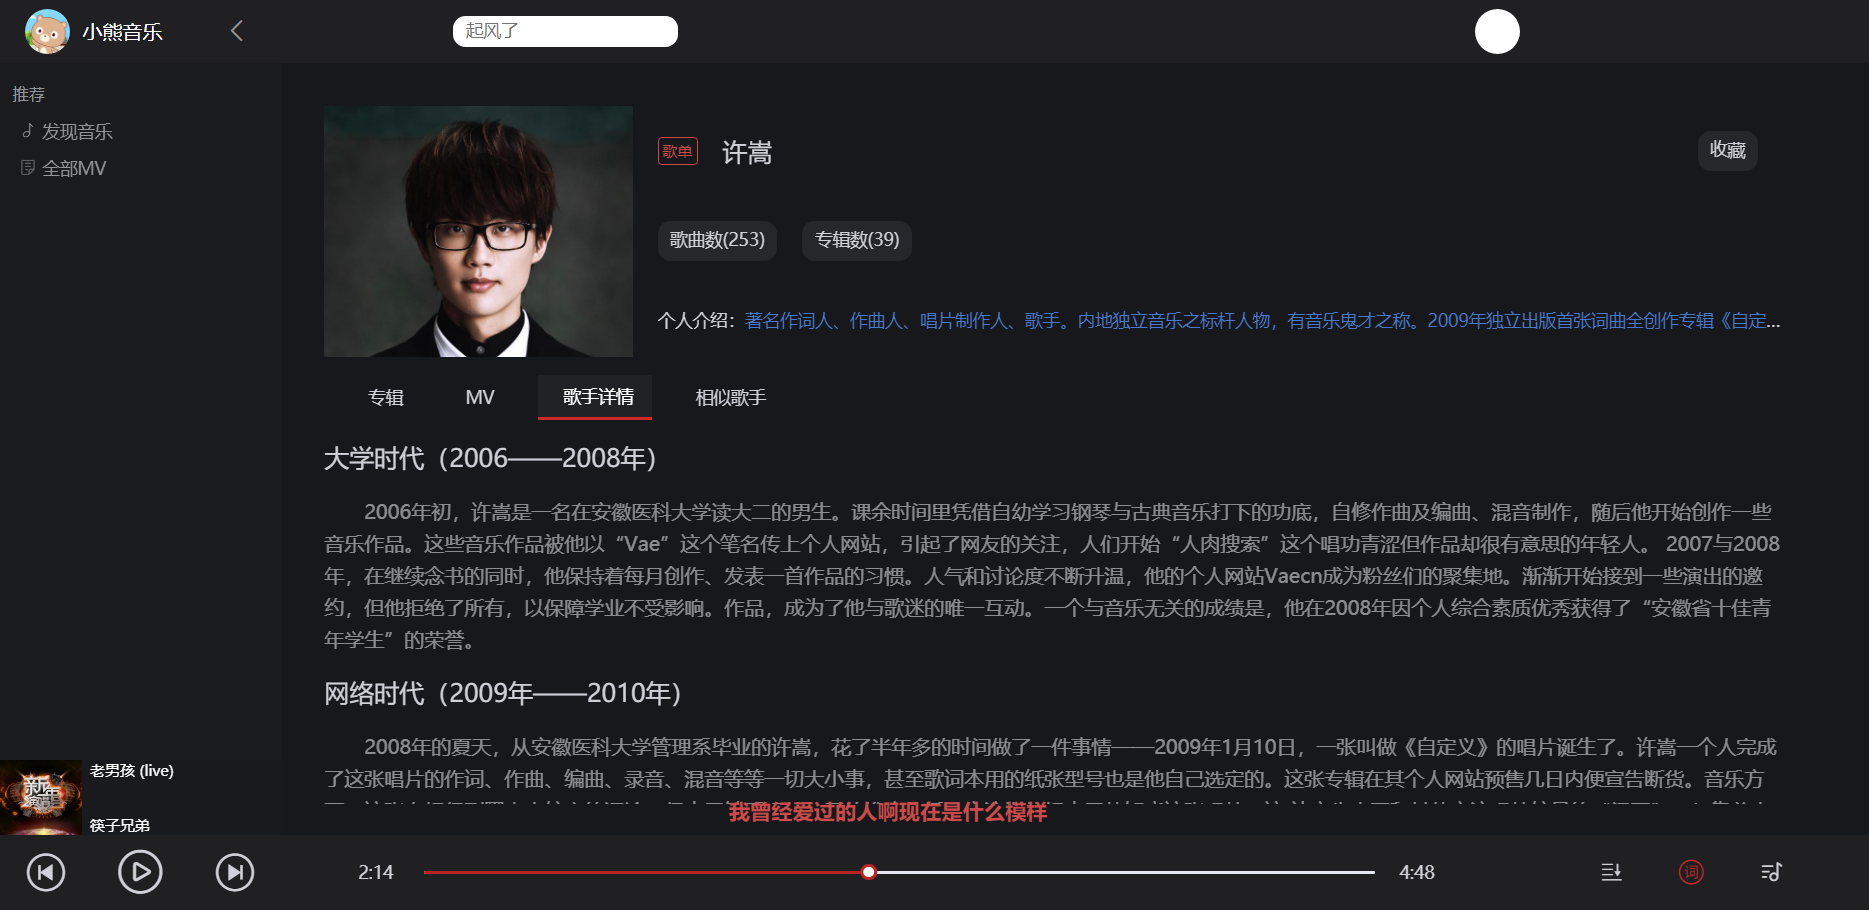 小熊音乐
起风了
推荐
发现音乐
全部MV
歌单
许嵩
收藏
歌曲数(253)
专辑数(39)
个人介绍：著名作词人、作曲人、唱片制作人、歌手。内地独立音乐之标杆人物，有音乐鬼才之称。2009年独立出版首张词曲全创作专辑《自定...
专辑
MV
歌手详情
相似歌手
大学时代（2006——2008年）
2006年初，许嵩是一名在安徽医科大学读大二的男生。课余时间里凭借自幼学习钢琴与古典音乐打下的功底，自修作曲及编曲、混音制作，随后他开始创作一些
音乐作品。这些音乐作品被他以“Vae”这个笔名传上个人网站，引起了网友的关注，人们开始“人肉搜索”这个唱功青涩但作品却很有意思的年轻人。 2007与2008
年，在继续念书的同时，他保持着每月创作、发表一首作品的习惯。人气和讨论度不断升温，他的个人网站Vaecn成为粉丝们的聚集地。渐渐开始接到一些演出的邀
约，但他拒绝了所有，以保障学业不受影响。作品，成为了他与歌迷的唯一互动。一个与音乐无关的成绩是，他在2008年因个人综合素质优秀获得了“安徽省十佳青
年学生”的荣誉。
网络时代（2009年——2010年）
2008年的夏天，从安徽医科大学管理系毕业的许嵩，花了半年多的时间做了一件事情——2009年1月10日，一张叫做《自定义》的唱片诞生了。许嵩一个人完成
了这张唱片的作词、作曲、编曲、录音、混音等等一切大小事，甚至歌词本用的纸张型号也是他自己选定的。这张专辑在其个人网站预售几日内便宣告断货。音乐方
我曾经爱过的人啊现在是什么模样
新年
老男孩 (live)
筷子兄弟
2:14
4:48
词